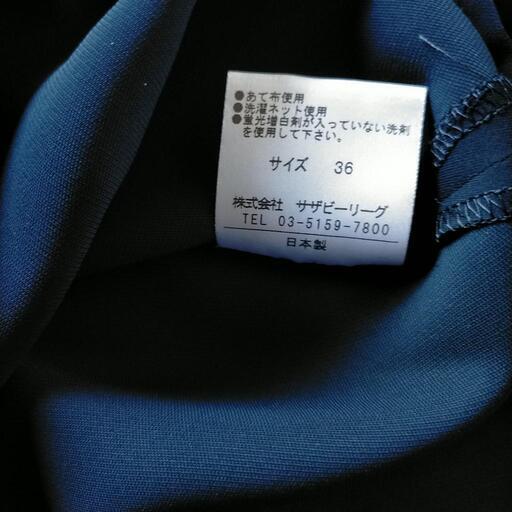 ●あて布使用
●洗濯ネット使用
●蛍光増白剤が入っていない洗剤
を使用して下さい。
サイズ 36
株式会社 サザビーリーグ
TEL 03-5159-7800
日本製